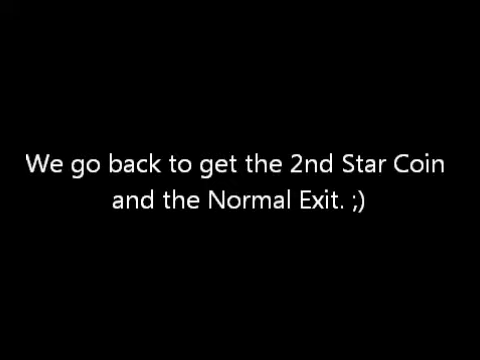 We go back to get the 2nd Star Coin
and the Normal Exit. ;)